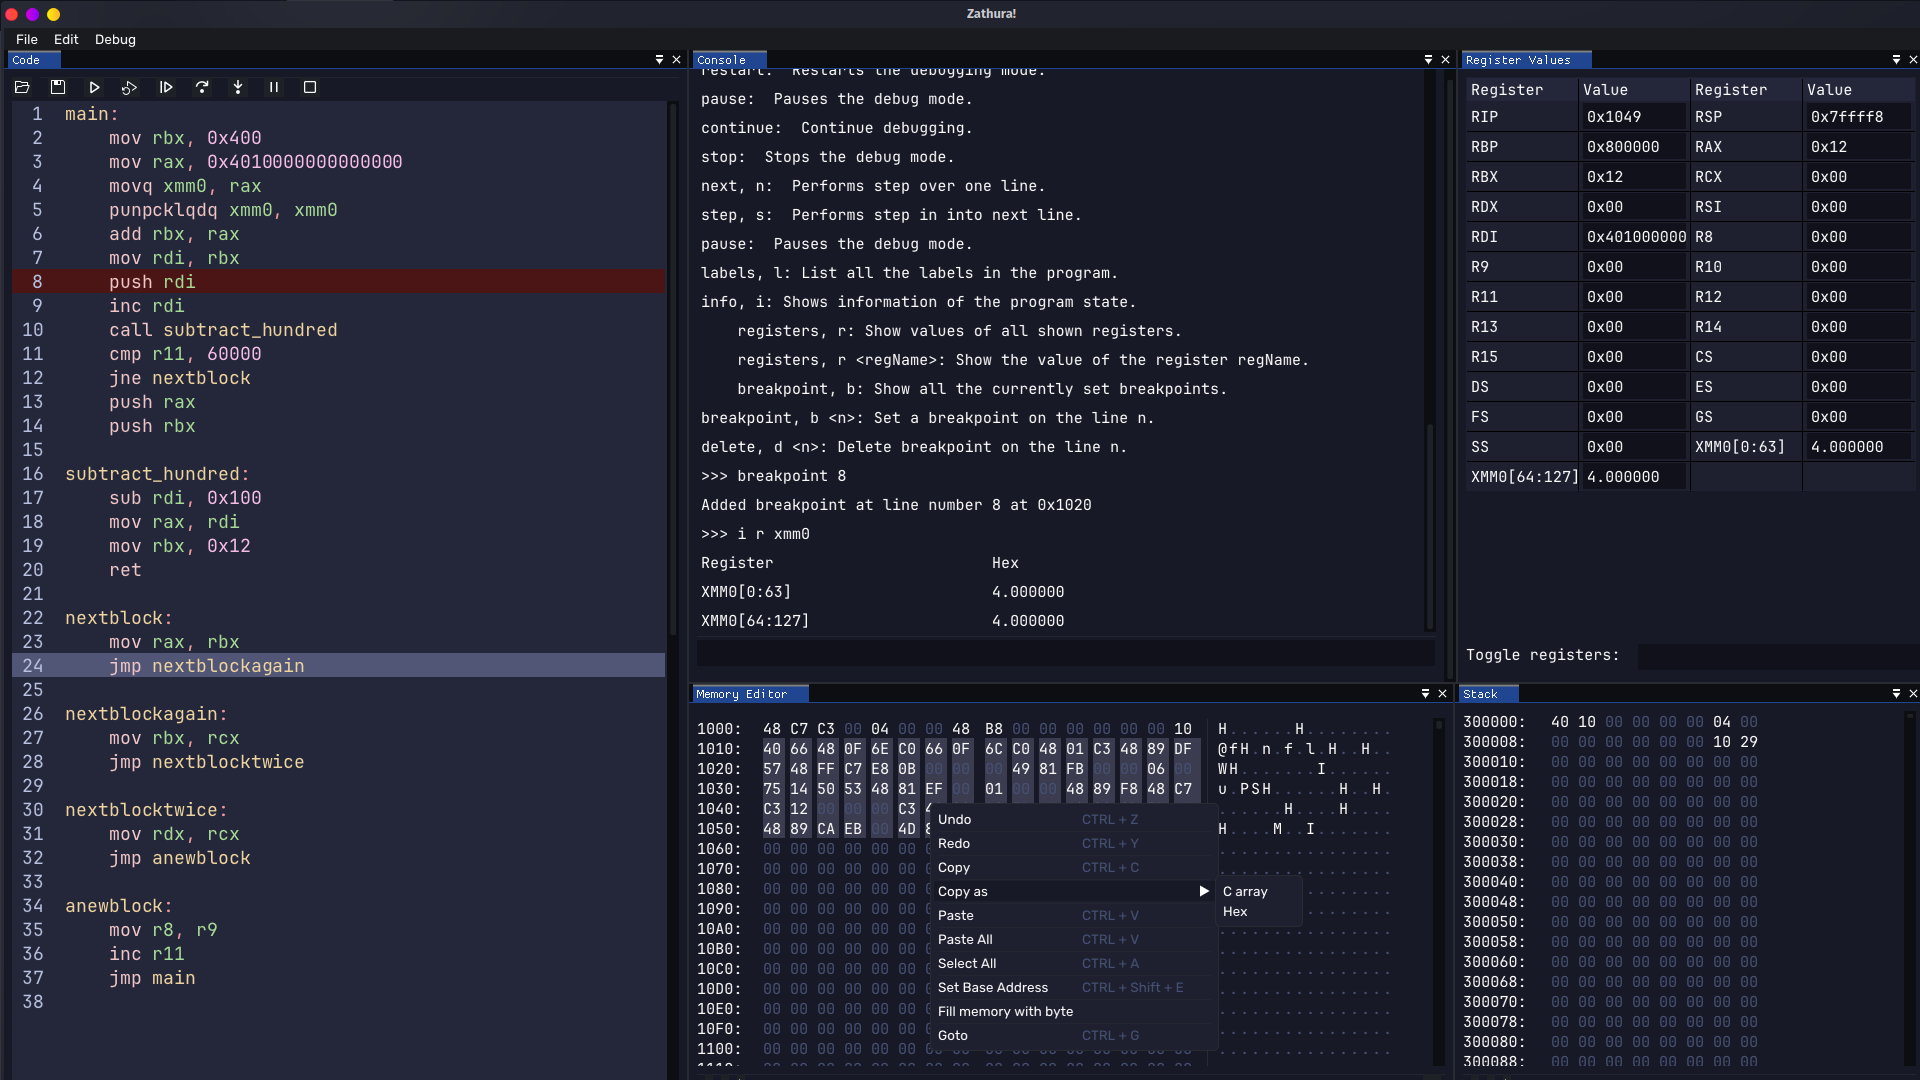 Zathura!
File Edit Debug
Code
1 main:
2 mov rbx, 0x400
3 mov rax, 0x4010000000000000
4 movq xmm0, rax
5 punpcklqdq xmm0, xmm0
6 add rbx, rax
7 mov rdi, rbx
8 push rdi
9 inc rdi
10 call subtract_hundred
11 cmp r11, 60000
12 jne nextblock
13 push rax
14 push rbx
15
16 subtract_hundred:
17 sub rdi, 0x100
18 mov rax, rdi
19 mov rbx, 0x12
20 ret
21
22 nextblock:
23 mov rax, rbx
24 jmp nextblockagain
25
26 nextblockagain:
27 mov rbx, rcx
28 jmp nextblocktwice
29
30 nextblocktwice:
31 mov rdx, rcx
32 jmp anewblock
33
34 anewblock:
35 mov r8, r9
36 inc r11
37 jmp main
38
Console
restart: Restarts the debugging mode.
pause: Pauses the debug mode.
continue: Continue debugging.
stop: Stops the debug mode.
next, n: Performs step over one line.
step, s: Performs step in into next line.
pause: Pauses the debug mode.
labels, l: List all the labels in the program.
info, i: Shows information of the program state.
registers, r: Show values of all shown registers.
registers, r <regName>: Show the value of the register regName.
breakpoint, b: Show all the currently set breakpoints.
breakpoint, b <n>: Set a breakpoint on the line n.
delete, d <n>: Delete breakpoint on the line n.
>>> breakpoint 8
Added breakpoint at line number 8 at 0x1020
>>> i r xmm0
Register Hex
XMM0[0:63] 4.000000
XMM0[64:127] 4.000000
Register Values
Register Value Register Value
RIP 0x1049 RSP 0x7ffff8
RBP 0x800000 RAX 0x12
RBX 0x12 RCX 0x00
RDX 0x00 RSI 0x00
RDI 0x401000000 R8 0x00
R9 0x00 R10 0x00
R11 0x00 R12 0x00
R13 0x00 R14 0x00
R15 0x00 CS 0x00
DS 0x00 ES 0x00
FS 0x00 GS 0x00
SS 0x00 XMM0[0:63] 4.000000
XMM0[64:127] 4.000000
Toggle registers:
Memory Editor
1000: 48 C7 C3 00 04 00 00 48 B8 00 00 00 00 00 00 10 H......H........
1010: 40 66 48 0F 6E C0 66 0F 6C C0 48 01 C3 48 89 DF @fH.n.f.l.H..H..
1020: 57 48 FF C7 E8 0B 00 00 00 49 81 FB 00 00 06 00 WH.......I......
1030: 75 14 50 53 48 81 EF 00 01 00 00 48 89 F8 48 C7 u.PSH......H..H.
1040: C3 12 00 00 00 C3 ......H...H.
1050: 48 89 CA EB 00 4D H....M..I.......
1060: 00 00 00 00 00 00 ................
1070: 00 00 00 00 00 00
1080: 00 00 00 00 00 00
1090: 00 00 00 00 00 00
10A0: 00 00 00 00 00 00 ................
10B0: 00 00 00 00 00 00 ................
10C0: 00 00 00 00 00 00 ................
10D0: 00 00 00 00 00 00 ................
10E0: 00 00 00 00 00 00 ................
10F0: 00 00 00 00 00 00 ................
1100: 00 00 00 00 00 00 00 00 00 00 00 00 00 00 00 00 ................
Undo CTRL + Z
Redo CTRL + Y
Copy CTRL + C
Copy as
Paste CTRL + V
Paste All CTRL + V
Select All CTRL + A
Set Base Address CTRL + Shift + E
Fill memory with byte
Goto CTRL + G
C array
Hex
Stack
300000: 40 10 00 00 00 00 04 00
300008: 00 00 00 00 00 00 10 29
300010: 00 00 00 00 00 00 00 00
300018: 00 00 00 00 00 00 00 00
300020: 00 00 00 00 00 00 00 00
300028: 00 00 00 00 00 00 00 00
300030: 00 00 00 00 00 00 00 00
300038: 00 00 00 00 00 00 00 00
300040: 00 00 00 00 00 00 00 00
300048: 00 00 00 00 00 00 00 00
300050: 00 00 00 00 00 00 00 00
300058: 00 00 00 00 00 00 00 00
300060: 00 00 00 00 00 00 00 00
300068: 00 00 00 00 00 00 00 00
300070: 00 00 00 00 00 00 00 00
300078: 00 00 00 00 00 00 00 00
300080: 00 00 00 00 00 00 00 00
300088: 00 00 00 00 00 00 00 00